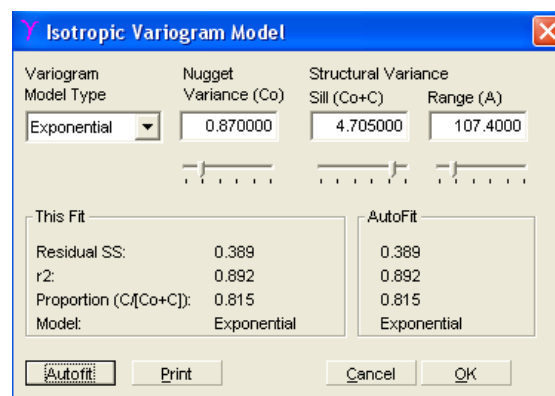 γ Isotropic Variogram Model
Variogram Model Type
Nugget Variance (Co)
Structural Variance
Sill (Co+C) Range (A)
Exponential 0.870000 4.705000 107.4000
This Fit
Residual SS: 0.389
r2: 0.892
Proportion (C/[Co+C]): 0.815
Model: Exponential
AutoFit
0.389
0.892
0.815
Exponential
Autofit Print Cancel OK